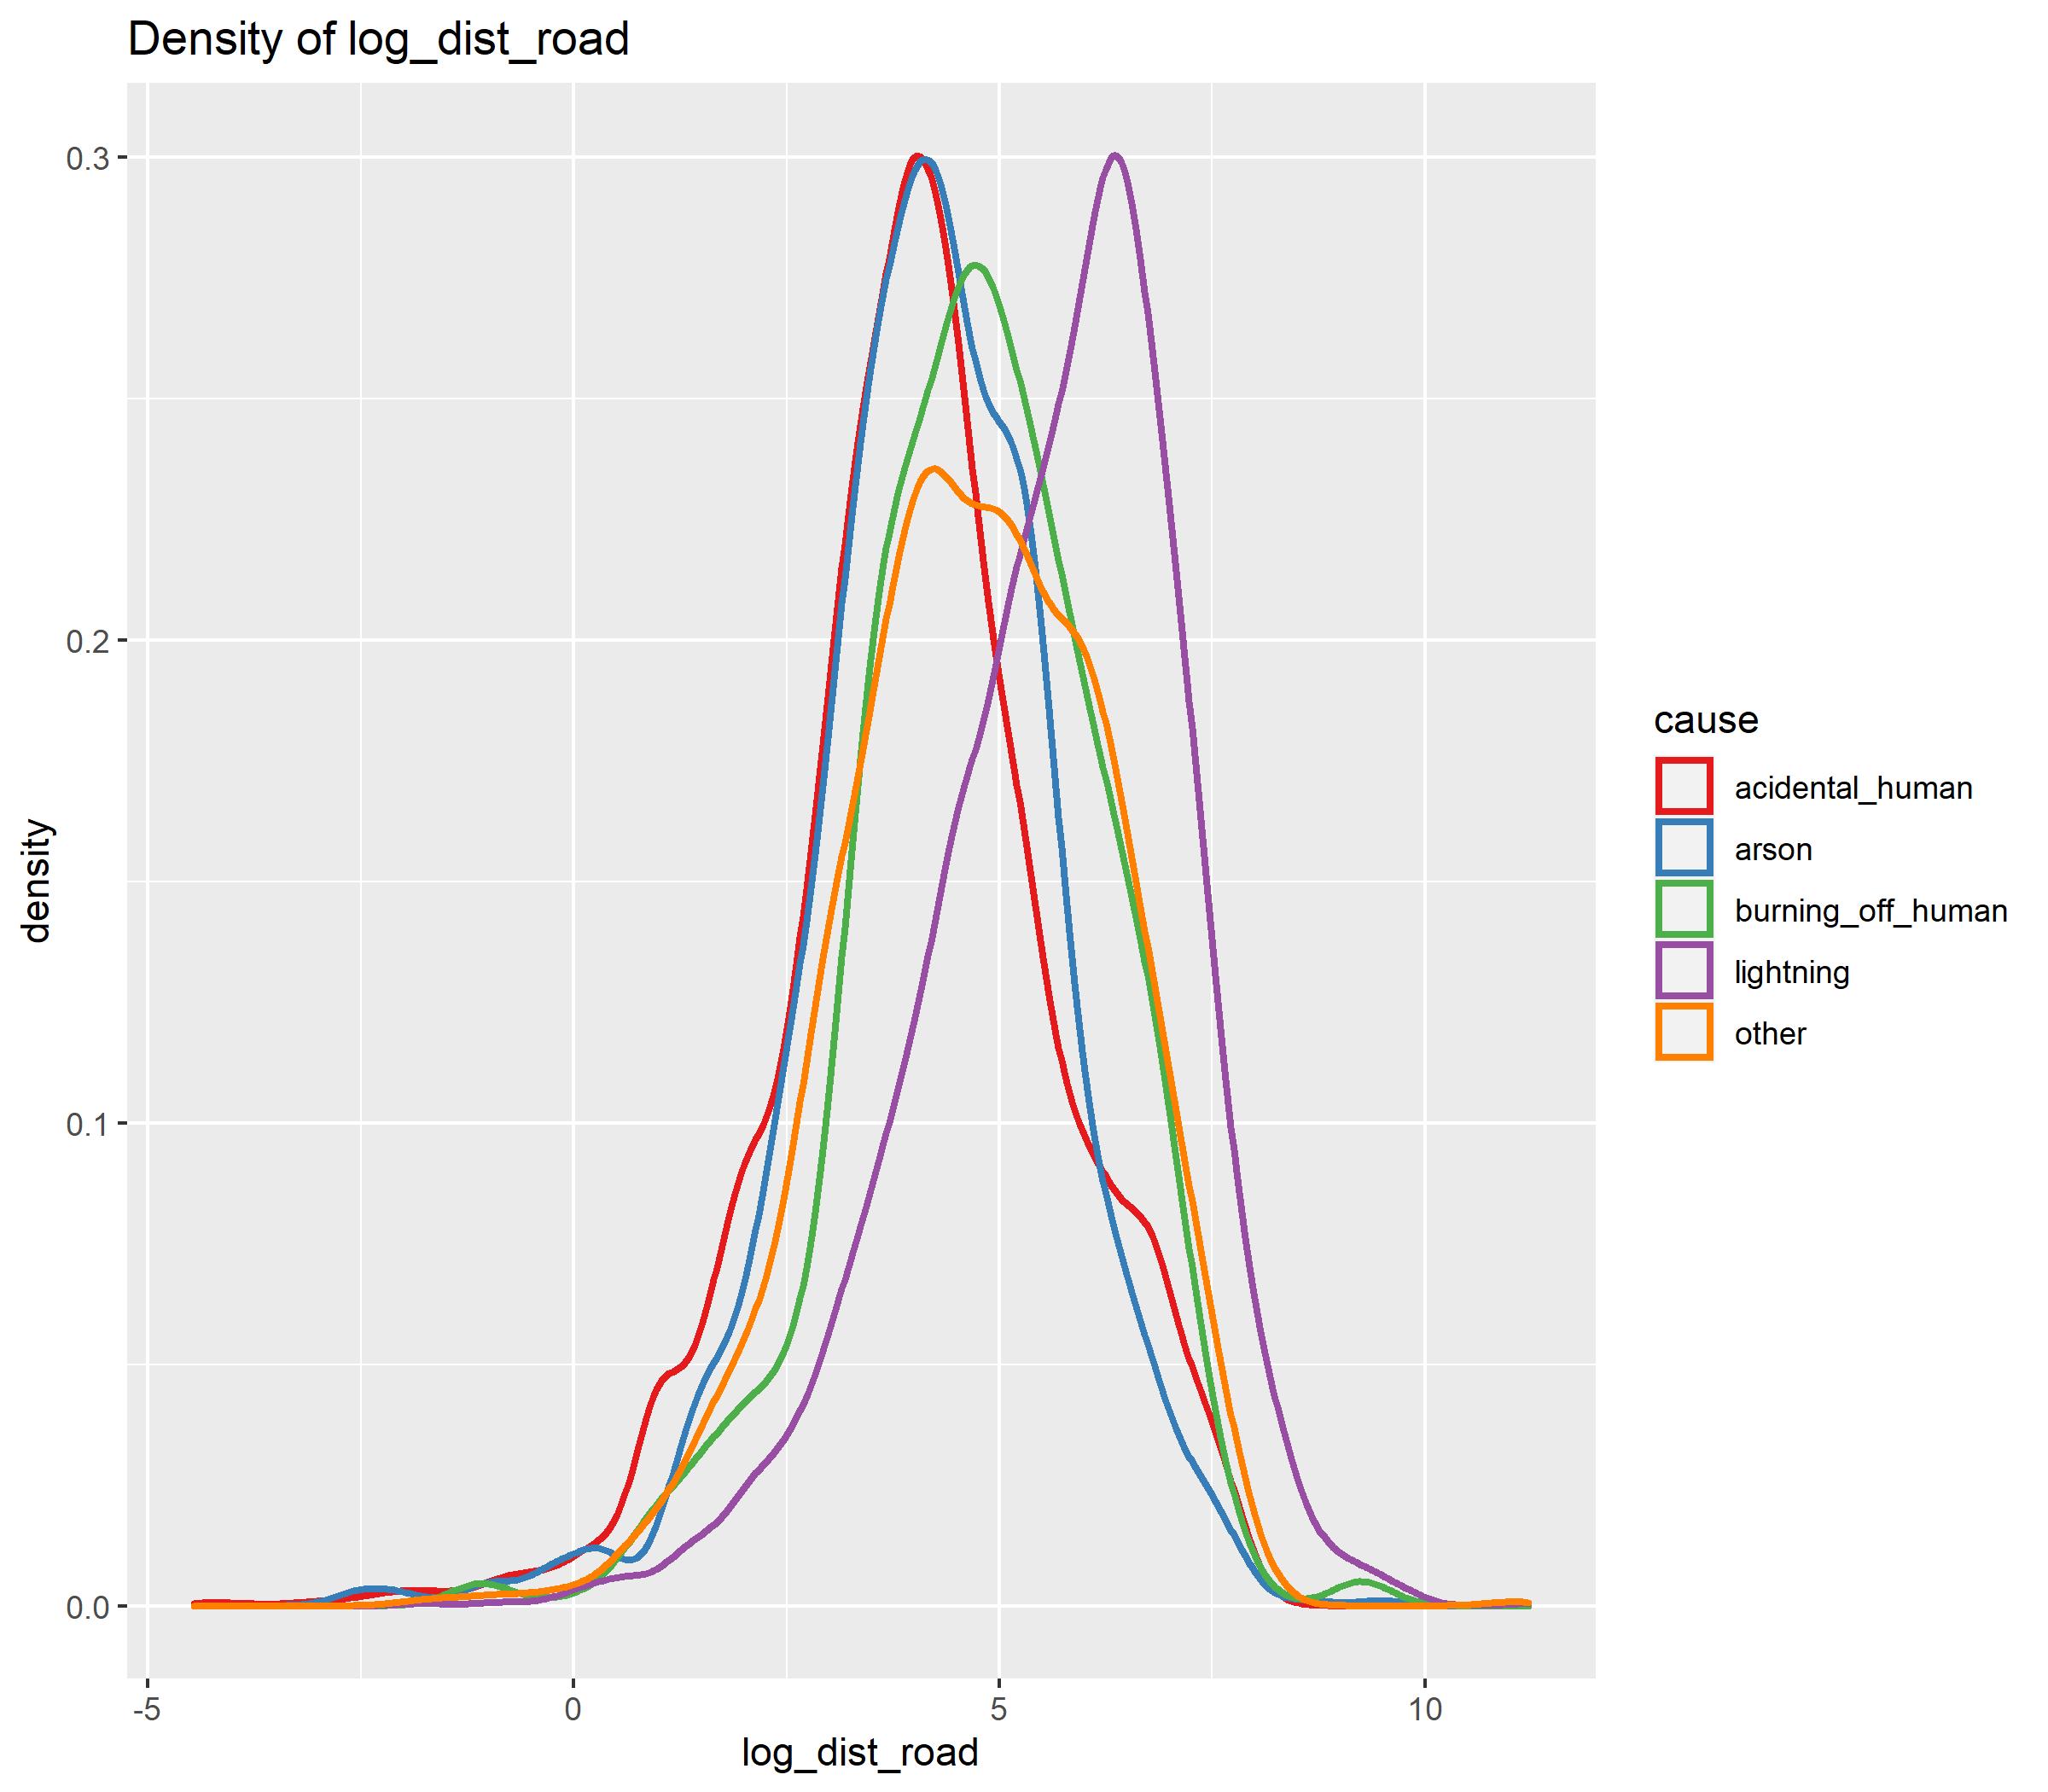 Density of log_dist_road
0.3
0.2
0.1
0.0
density
-5
0
5
10
log_dist_road
cause
acidental_human
arson
burning_off_human
lightning
other